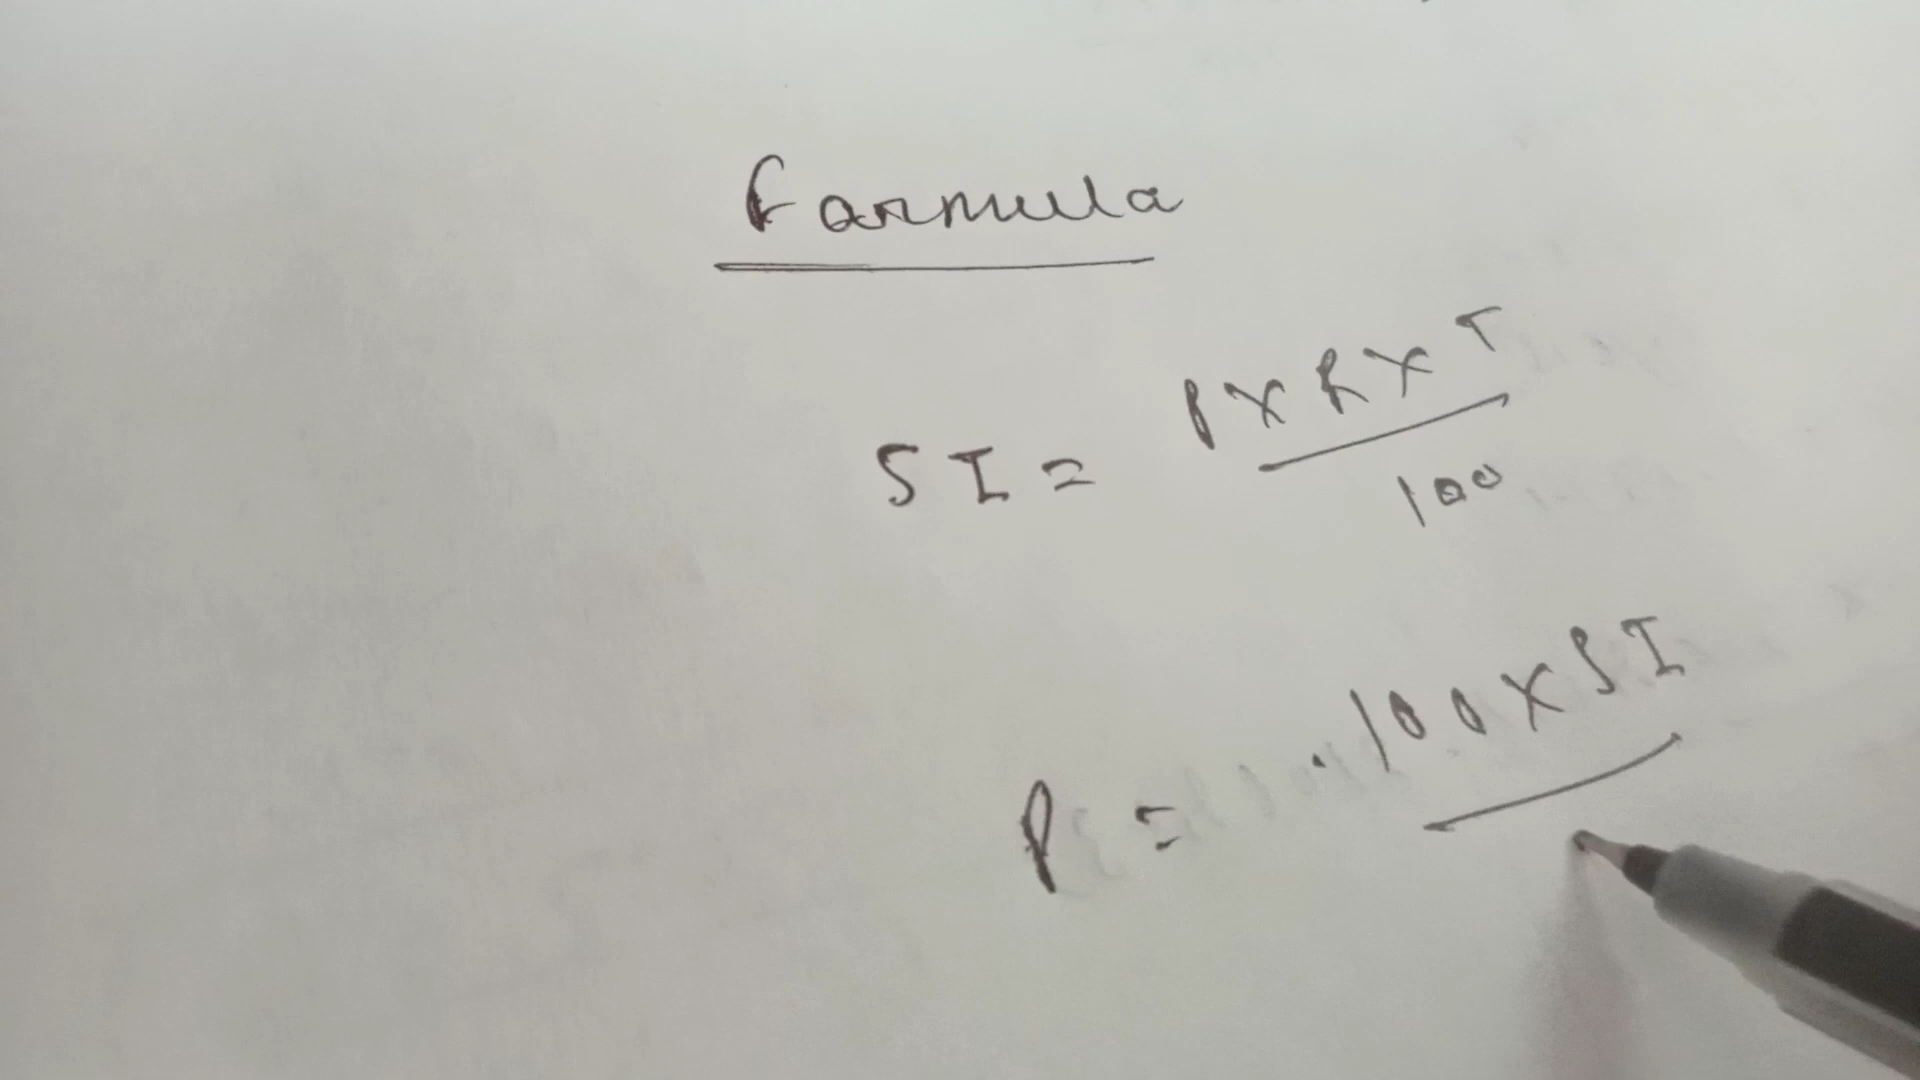 Formula
SI = P X R X T
100
P = 100 X SI